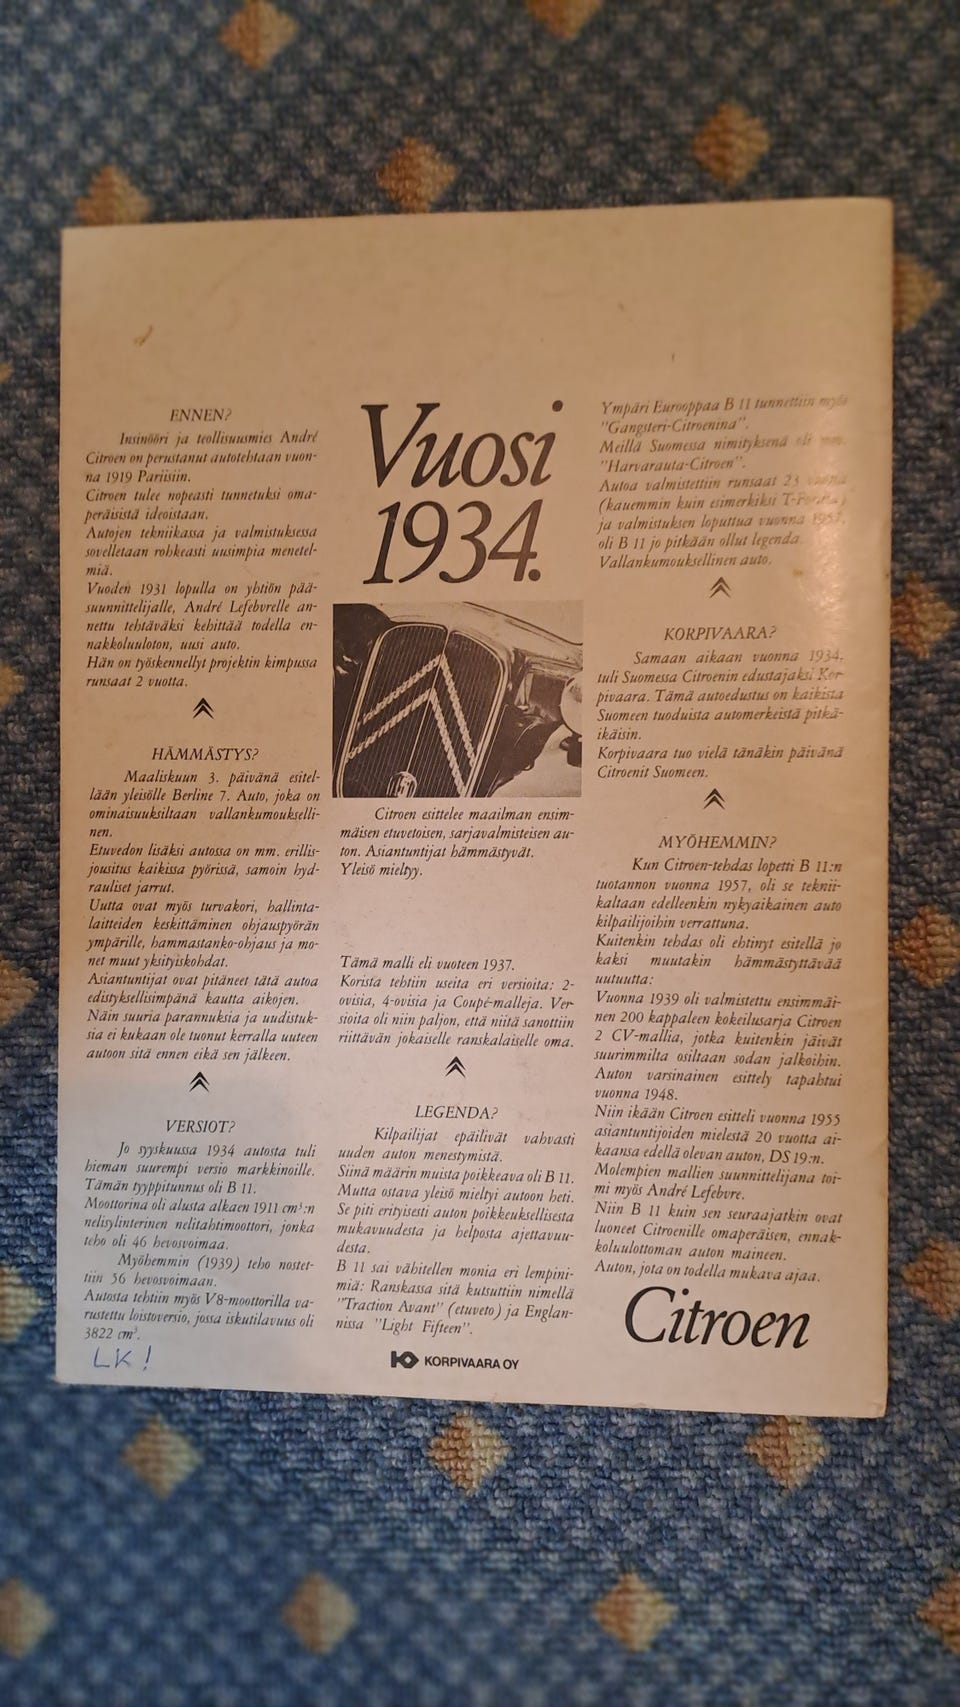 ENNEN?
Insinööri ja teollisuusmies André
Citroen on perustanut autotehtaan vuon-
na 1919 Pariisiin.
Citroen tulee nopeasti tunnetuksi oma-
peräisistä ideoistaan.
Autojen tekniikassa ja valmistuksessa
sovelletaan rohkeasti uusimpia menetel-
miä.
Vuoden 1931 lopulla on yhtiön pää-
suunnittelijalle, André Lefebvrelle an-
nettu tehtäväksi kehittää todella en-
nakkoluuloton, uusi auto.
Hän on työskennellyt projektin kimpussa
runsaat 2 vuotta.
HÄMMÄSTYS?
Maaliskuun 3. päivänä esitel-
lään yleisölle Berline 7. Auto, joka on
ominaisuuksiltaan vallankumoukselli-
nen.
Etuvedon lisäksi autossa on mm. erillis-
jousitus kaikissa pyörissä, samoin hyd-
rauliset jarrut.
Uutta ovat myös turvakori, hallinta-
laitteiden keskittäminen ohjauspyörän
ympärille, hammastanko-ohjaus ja mo-
net muut yksityiskohdat.
Asiantuntijat ovat pitäneet tätä autoa
edistyksellisimpänä kautta aikojen.
Näin suuria parannuksia ja uudistuk-
sia ei kukaan ole tuonut kerralla uuteen
autoon sitä ennen eikä sen jälkeen.
VERSIOT?
Jo syyskuussa 1934 autosta tuli
hieman suurempi versio markkinoille.
Tämän tyyppitunnus oli B 11.
Moottorina oli alusta alkaen 1911 cm³:n
nelisylinterinen nelitahtimoottori, jonka
teho oli 46 hevosvoimaa.
Myöhemmin (1939) teho nostet-
tiin 56 hevosvoimaan.
Autosta tehtiin myös V8-moottorilla va-
rustettu loistoversio, jossa iskutilavuus oli
3822 cm³.
LK!
Vuosi
1934.
Citroen esittelee maailman ensim-
mäisen etuvetoisen, sarjavalmisteisen au-
ton. Asiantuntijat hämmästyvät.
Yleisö mieltyy.
Tämä malli eli vuoteen 1937.
Korista tehtiin useita eri versioita: 2-
ovisia, 4-ovisia ja Coupé-malleja. Ver-
sioita oli niin paljon, että niitä sanottiin
riittävän jokaiselle ranskalaiselle oma.
LEGENDA?
Kilpailijat epäilivät vahvasti
uuden auton menestymistä.
Siinä määrin muista poikkeava oli B 11.
Mutta ostava yleisö mieltyi autoon heti.
Se piti erityisesti auton poikkeuksellisesta
mukavuudesta ja helposta ajettavuu-
desta.
B 11 sai vähitellen monia eri lempini-
miä: Ranskassa sitä kutsuttiin nimellä
"Traction Avant" (etuveto) ja Englan-
nissa "Light Fifteen".
KORPIVAARA OY
Ympäri Eurooppaa B 11 tunnettiin myös
"Gangsteri-Citroenina".
Meillä Suomessa nimityksenä oli mm.
"Harvarauta-Citroen".
Autoa valmistettiin runsaat 23 vuotta
(kauemmin kuin esimerkiksi T-Fordia)
ja valmistuksen loputtua vuonna 1957,
oli B 11 jo pitkään ollut legenda.
Vallankumouksellinen auto.
KORPIVAARA?
Samaan aikaan vuonna 1934,
tuli Suomessa Citroenin edustajaksi Kor-
pivaara. Tämä autoedustus on kaikista
Suomeen tuoduista automerkeistä pitkä-
ikäisin.
Korpivaara tuo vielä tänäkin päivänä
Citroenit Suomeen.
MYÖHEMMIN?
Kun Citroen-tehdas lopetti B 11:n
tuotannon vuonna 1957, oli se teknii-
kaltaan edelleenkin nykyaikainen auto
kilpailijoihin verrattuna.
Kuitenkin tehdas oli ehtinyt esitellä jo
kaksi muutakin hämmästyttävää
uutuutta:
Vuonna 1939 oli valmistettu ensimmäi-
nen 200 kappaleen kokeilusarja Citroen
2 CV-mallia, jotka kuitenkin jäivät
suurimmilta osiltaan sodan jalkoihin.
Auton varsinainen esittely tapahtui
vuonna 1948.
Niin ikään Citroen esitteli vuonna 1955
asiantuntijoiden mielestä 20 vuotta ai-
kaansa edellä olevan auton, DS 19:n.
Molempien mallien suunnittelijana toi-
mi myös André Lefebvre.
Niin B 11 kuin sen seuraajatkin ovat
luoneet Citroenille omaperäisen, ennak-
koluulottoman auton maineen.
Auton, jota on todella mukava ajaa.
Citroen